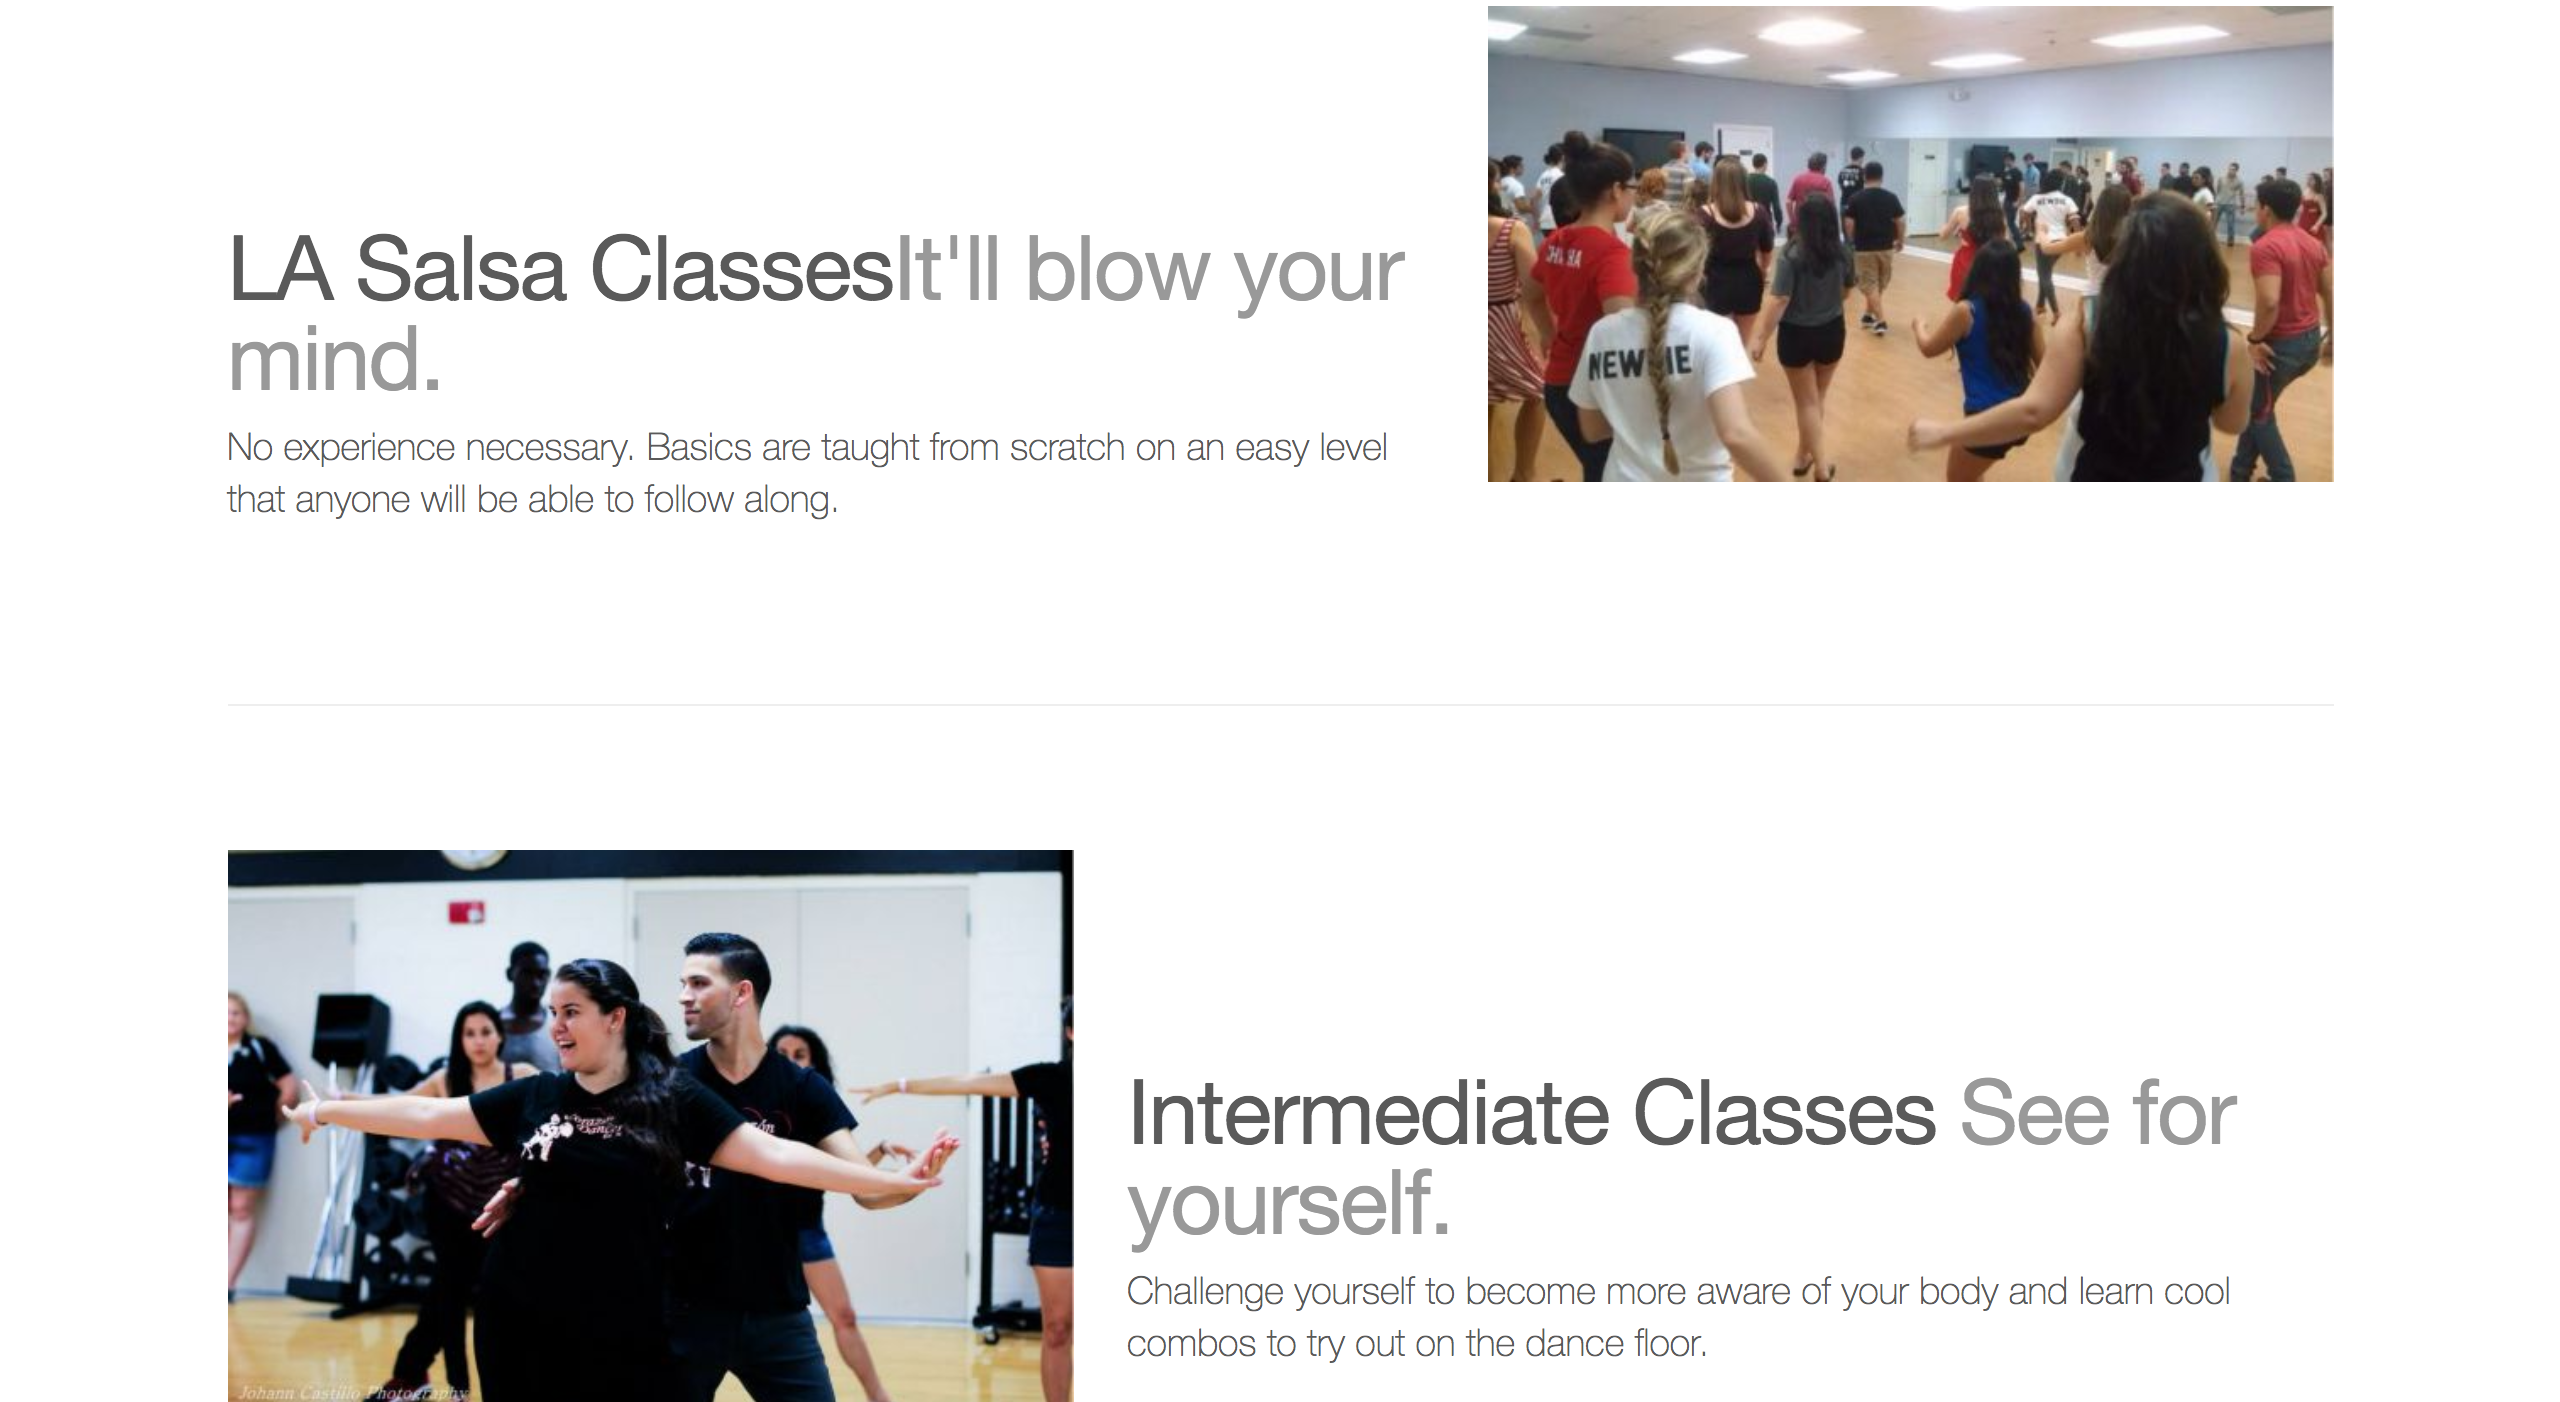 LA Salsa ClassesIt'll blow your
mind.
No experience necessary. Basics are taught from scratch on an easy level
that anyone will be able to follow along.
NEWBIE
Intermediate Classes See for
yourself.
Challenge yourself to become more aware of your body and learn cool
combos to try out on the dance floor.
Johann Castillo Photography